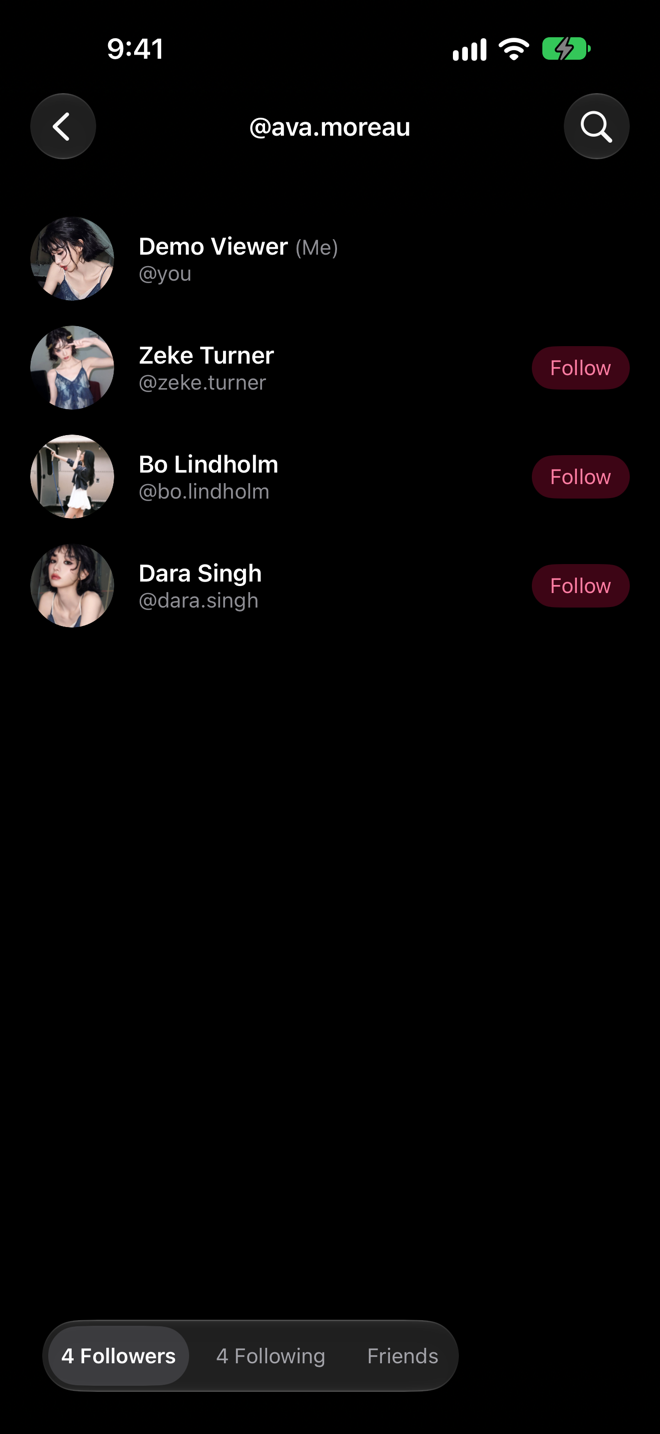 9:41
@ava.moreau
Demo Viewer (Me)
@you
Zeke Turner
@zeke.turner
Follow
Bo Lindholm
@bo.lindholm
Follow
Dara Singh
@dara.singh
Follow
4 Followers
4 Following
Friends